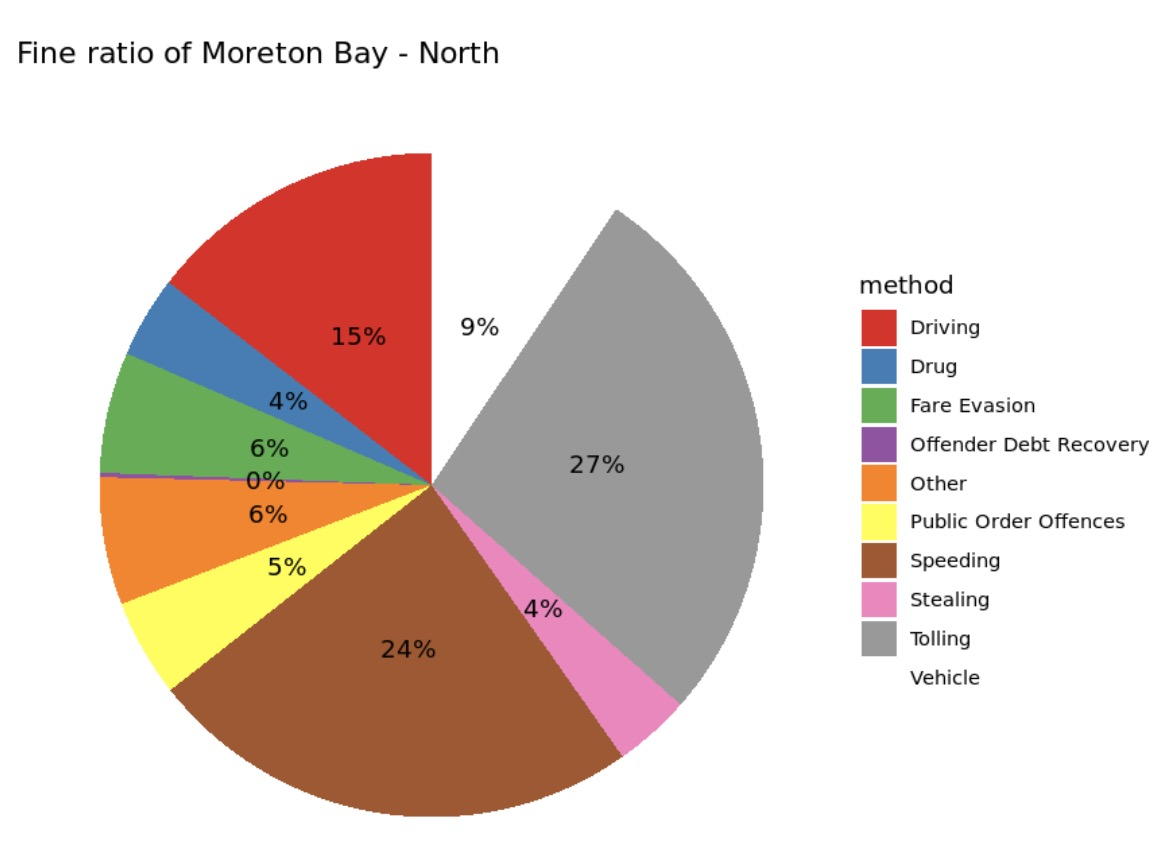 Fine ratio of Moreton Bay - North
9%
15%
4%
6%
27%
0%
6%
5%
4%
24%
method
Driving
Drug
Fare Evasion
Offender Debt Recovery
Other
Public Order Offences
Speeding
Stealing
Tolling
Vehicle